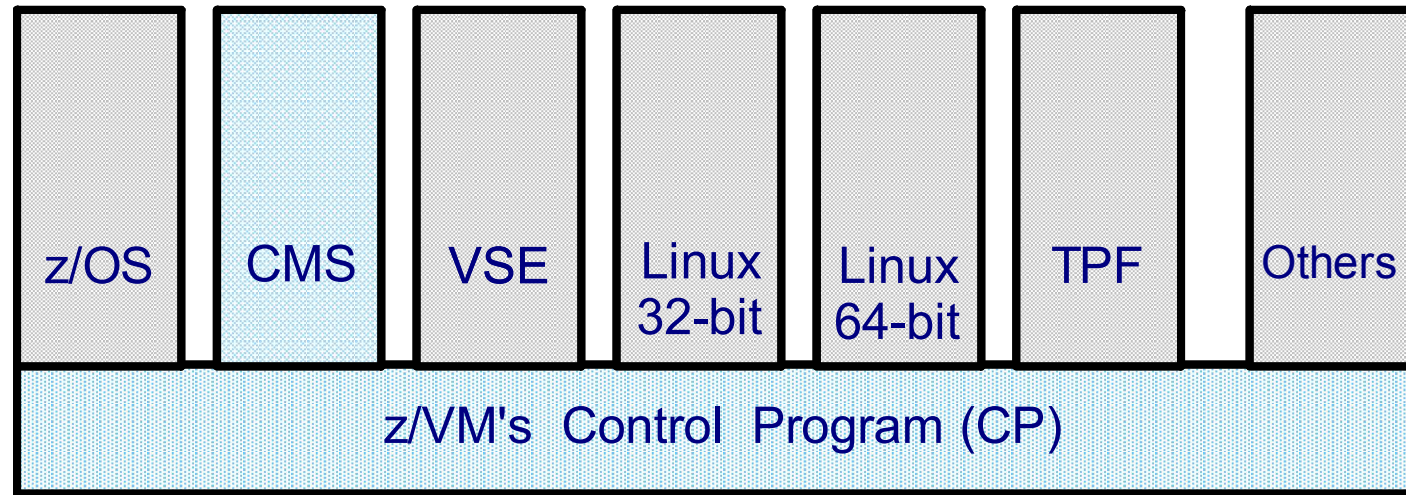 z/OS
CMS
VSE
Linux
32-bit
Linux
64-bit
TPF
Others
z/VM's Control Program (CP)